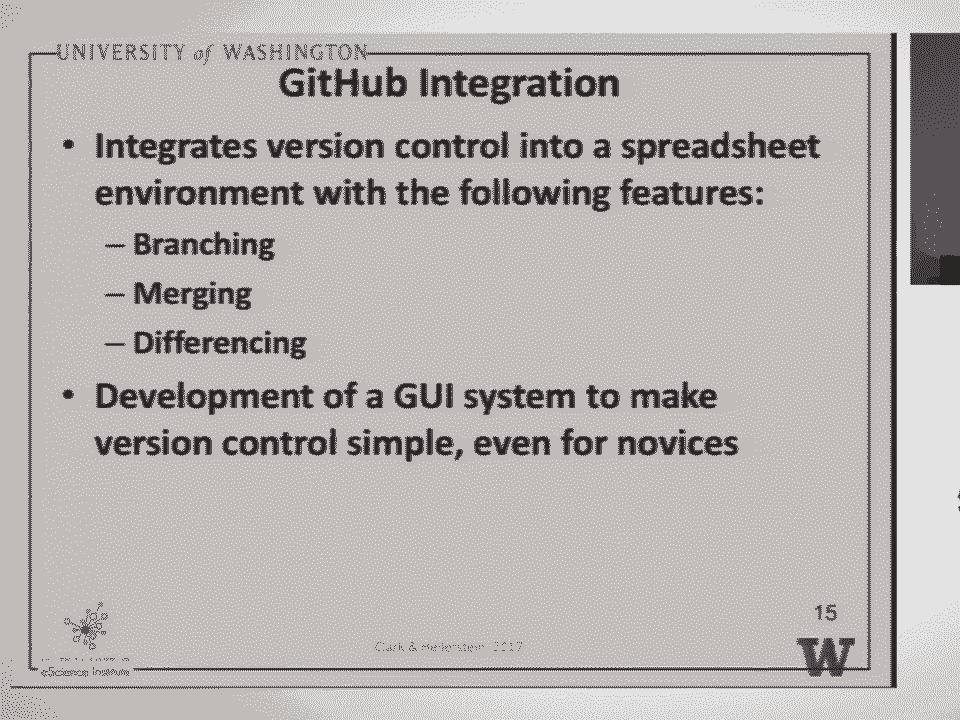 UNIVERSITY of WASHINGTON
GitHub Integration
• Integrates version control into a spreadsheet
environment with the following features:
– Branching
– Merging
– Differencing
• Development of a GUI system to make
version control simple, even for novices
15
Clark & Hellerstein 2017
W
eScience Institute